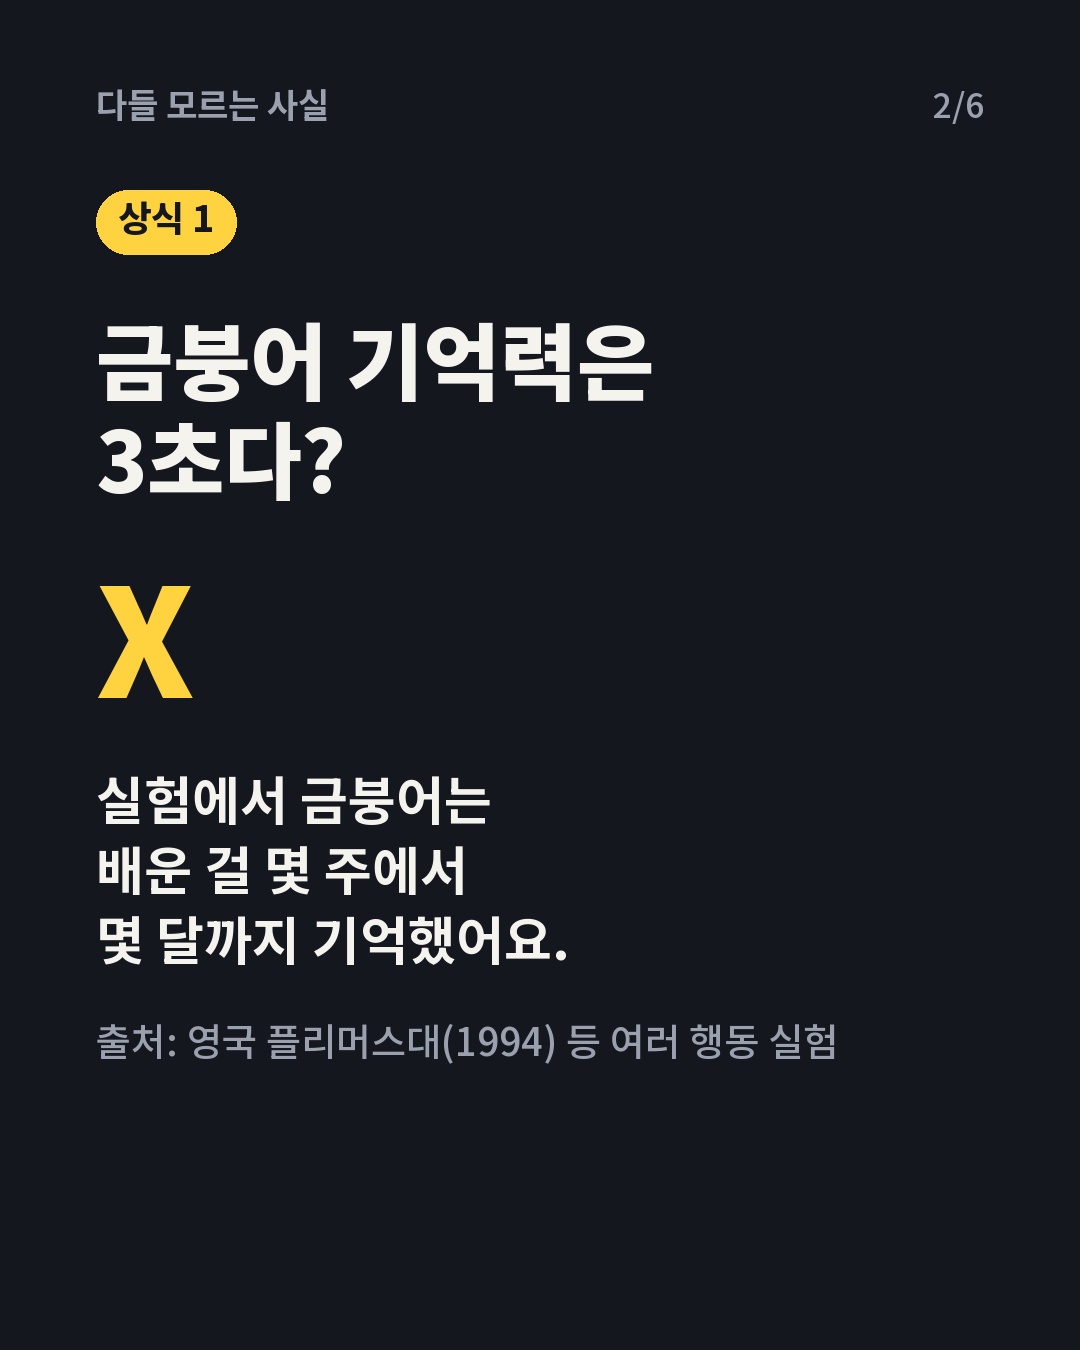 다들 모르는 사실
2/6
상식 1
금붕어 기억력은
3초다?
X
실험에서 금붕어는
배운 걸 몇 주에서
몇 달까지 기억했어요.
출처: 영국 플리머스대(1994) 등 여러 행동 실험